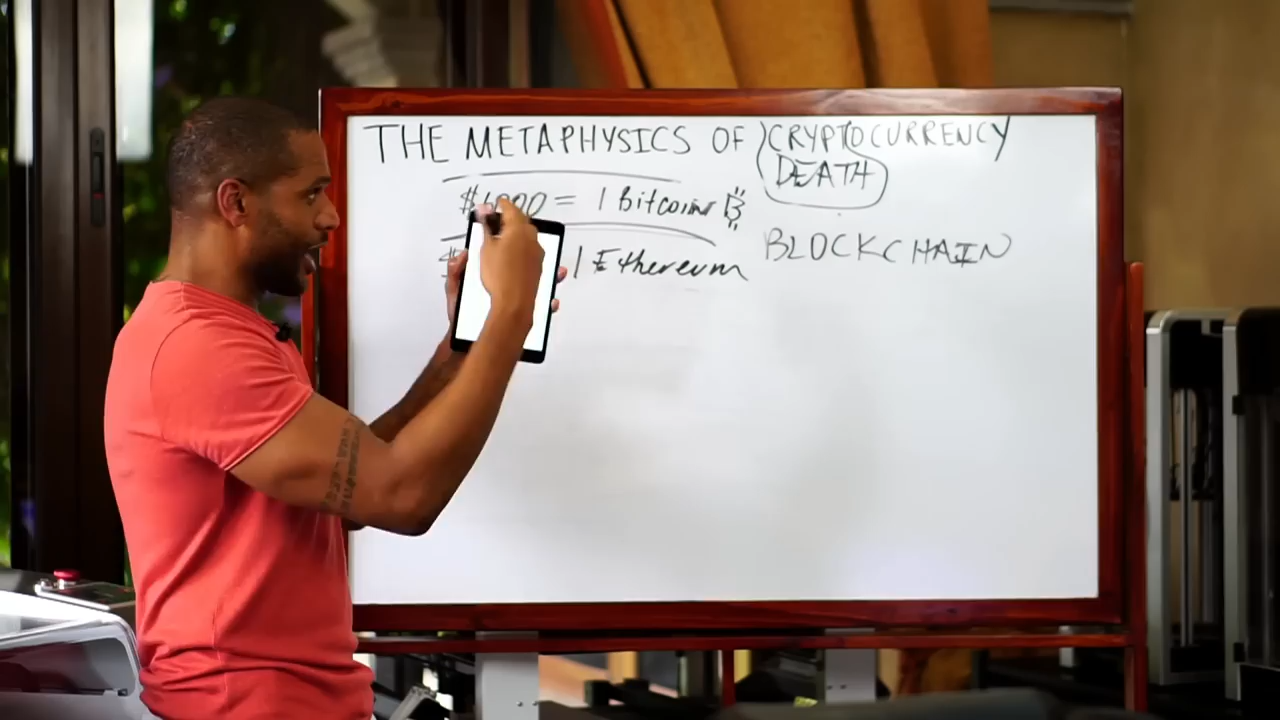 THE METAPHYSICS OF CRYPTOCURRENCY
DEATH
= 1 Bitcoin ₿
1 Ethereum
BLOCKCHAIN